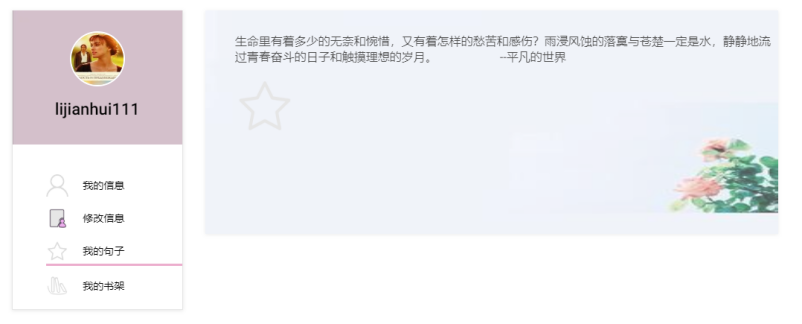 lijianhui111
我的信息
修改信息
我的句子
我的书架
生命里有着多少的无奈和惋惜，又有着怎样的愁苦和感伤？雨浸风蚀的落寞与苍楚一定是水，静静地流
过青春奋斗的日子和触摸理想的岁月。 --平凡的世界